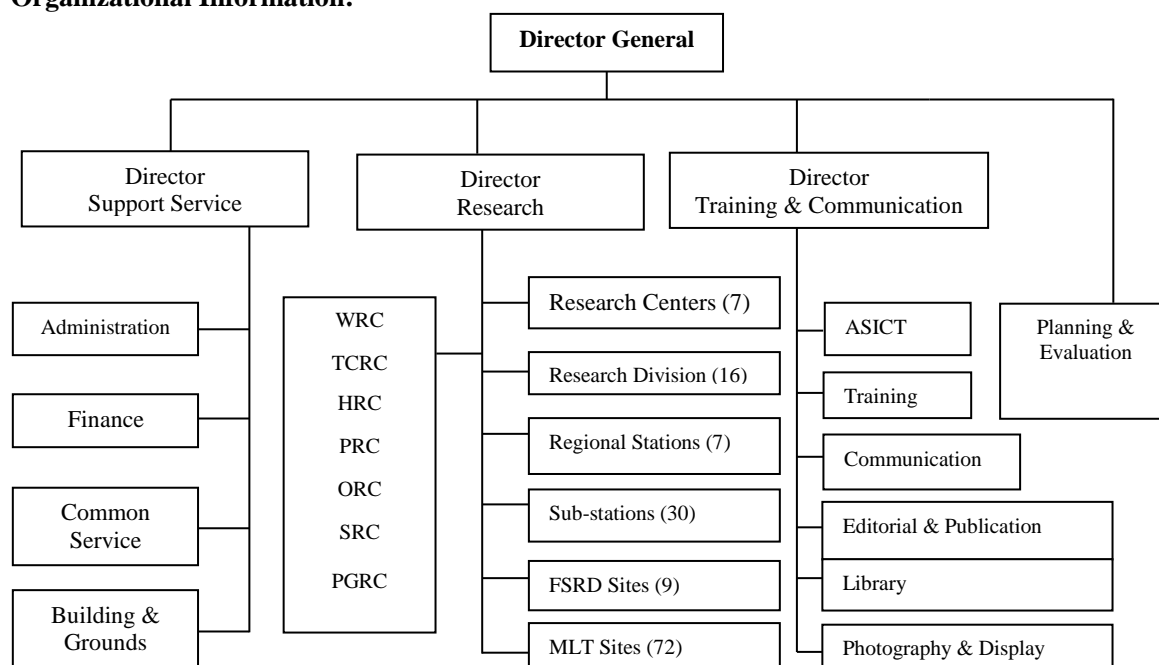 Organizational Information:
Director General
Director
Support Service
Director
Research
Director
Training & Communication
Planning &
Evaluation
Administration
Finance
Common
Service
Building &
Grounds
WRC
TCRC
HRC
PRC
ORC
SRC
PGRC
Research Centers (7)
Research Division (16)
Regional Stations (7)
Sub-stations (30)
FSRD Sites (9)
MLT Sites (72)
ASICT
Training
Communication
Editorial & Publication
Library
Photography & Display